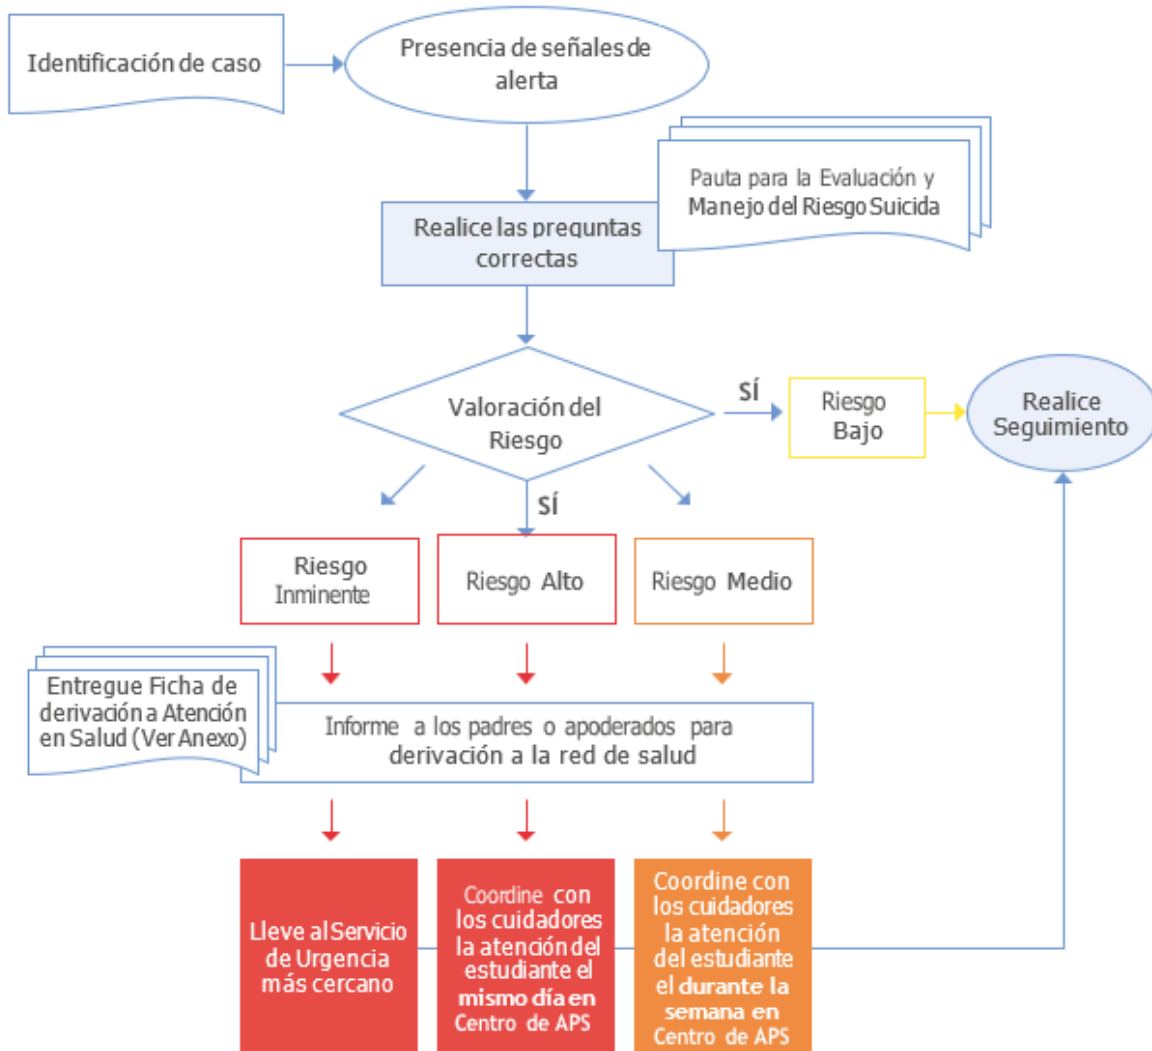 Identificación de caso
Presencia de señales de
alerta
Pauta para la Evaluación y
Manejo del Riesgo Suicida
Realice las preguntas
correctas
Valoración del
Riesgo
SÍ
Riesgo
Bajo
Realice
Seguimiento
SÍ
Riesgo
Inminente
Riesgo Alto
Riesgo Medio
Entregue Ficha de
derivación a Atención
en Salud (Ver Anexo)
Informe a los padres o apoderados para
derivación a la red de salud
Lleve al Servicio
de Urgencia
más cercano
Coordine con
los cuidadores
la atención del
estudiante el
mismo día en
Centro de APS
Coordine con
los cuidadores
la atención
del estudiante
el durante la
semana en
Centro de APS